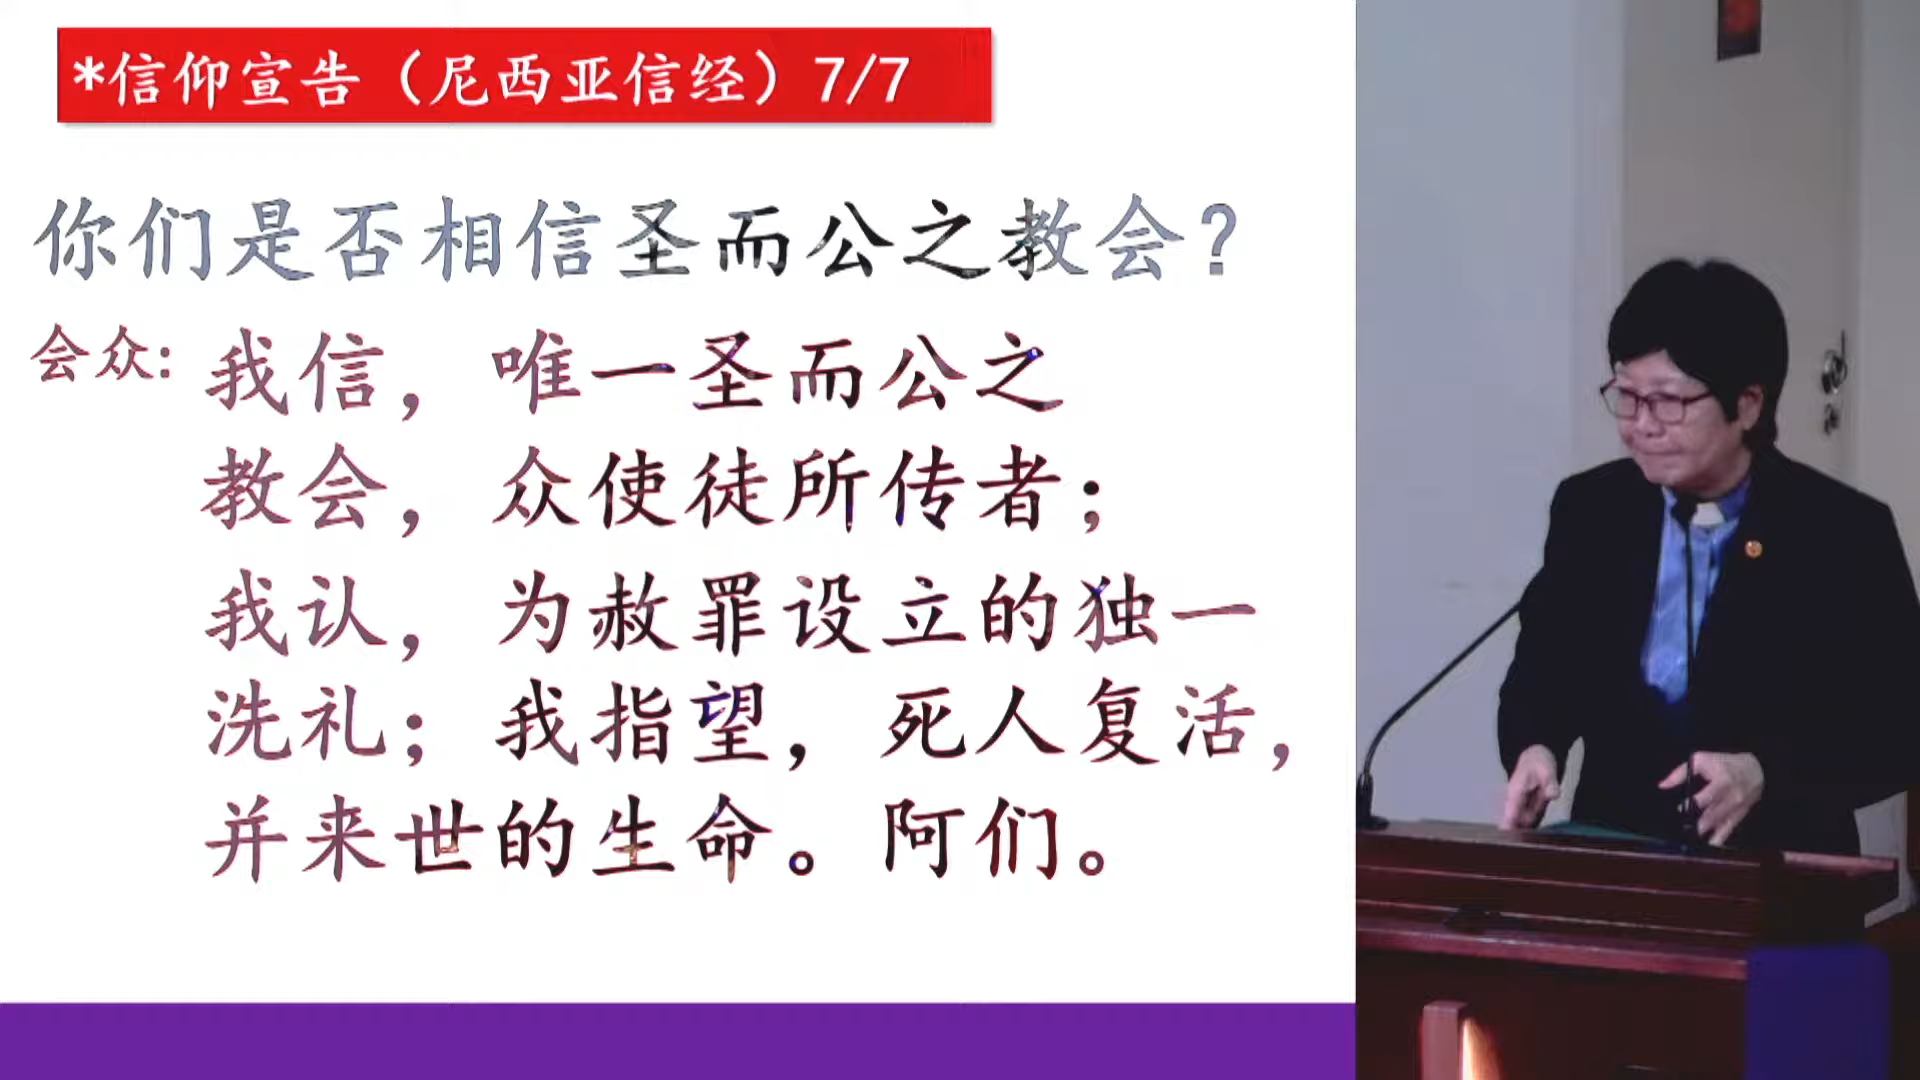 *信仰宣告（尼西亚信经）7/7
你们是否相信圣而公之教会?
会众: 我信，唯一圣而公之
教会，众使徒所传者；
我认，为赦罪设立的独一
洗礼；我指望，死人复活，
并来世的生命。阿们。